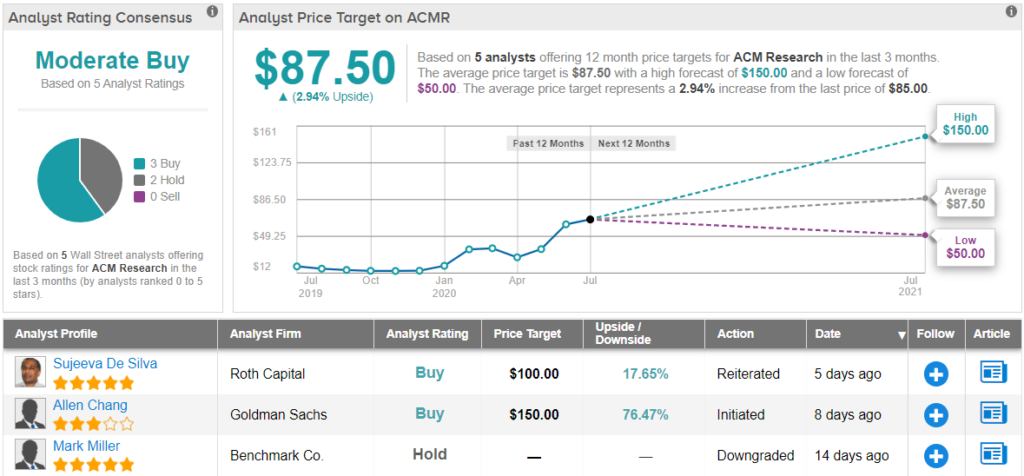 Analyst Rating Consensus
Moderate Buy
Based on 5 Analyst Ratings
3 Buy
2 Hold
0 Sell
Based on 5 Wall Street analysts offering
stock ratings for ACM Research in the
last 3 months (by analysts ranked 0 to 5
stars).
Analyst Price Target on ACMR
$87.50
▲ (2.94% Upside)
Based on 5 analysts offering 12 month price targets for ACM Research in the last 3 months.
The average price target is $87.50 with a high forecast of $150.00 and a low forecast of
$50.00. The average price target represents a 2.94% increase from the last price of $85.00.
$161
$123.75
$86.50
$49.25
$12
Past 12 Months
Next 12 Months
High
$150.00
Average
$87.50
Low
$50.00
Jul
2019
Oct
Jan
2020
Apr
Jul
Jul
2021
Analyst Profile Analyst Firm Analyst Rating Price Target Upside / Downside Action Date ▼ Follow Article
Sujeeva De Silva Roth Capital Buy $100.00 17.65% Reiterated 5 days ago
Allen Chang Goldman Sachs Buy $150.00 76.47% Initiated 8 days ago
Mark Miller Benchmark Co. Hold — — Downgraded 14 days ago